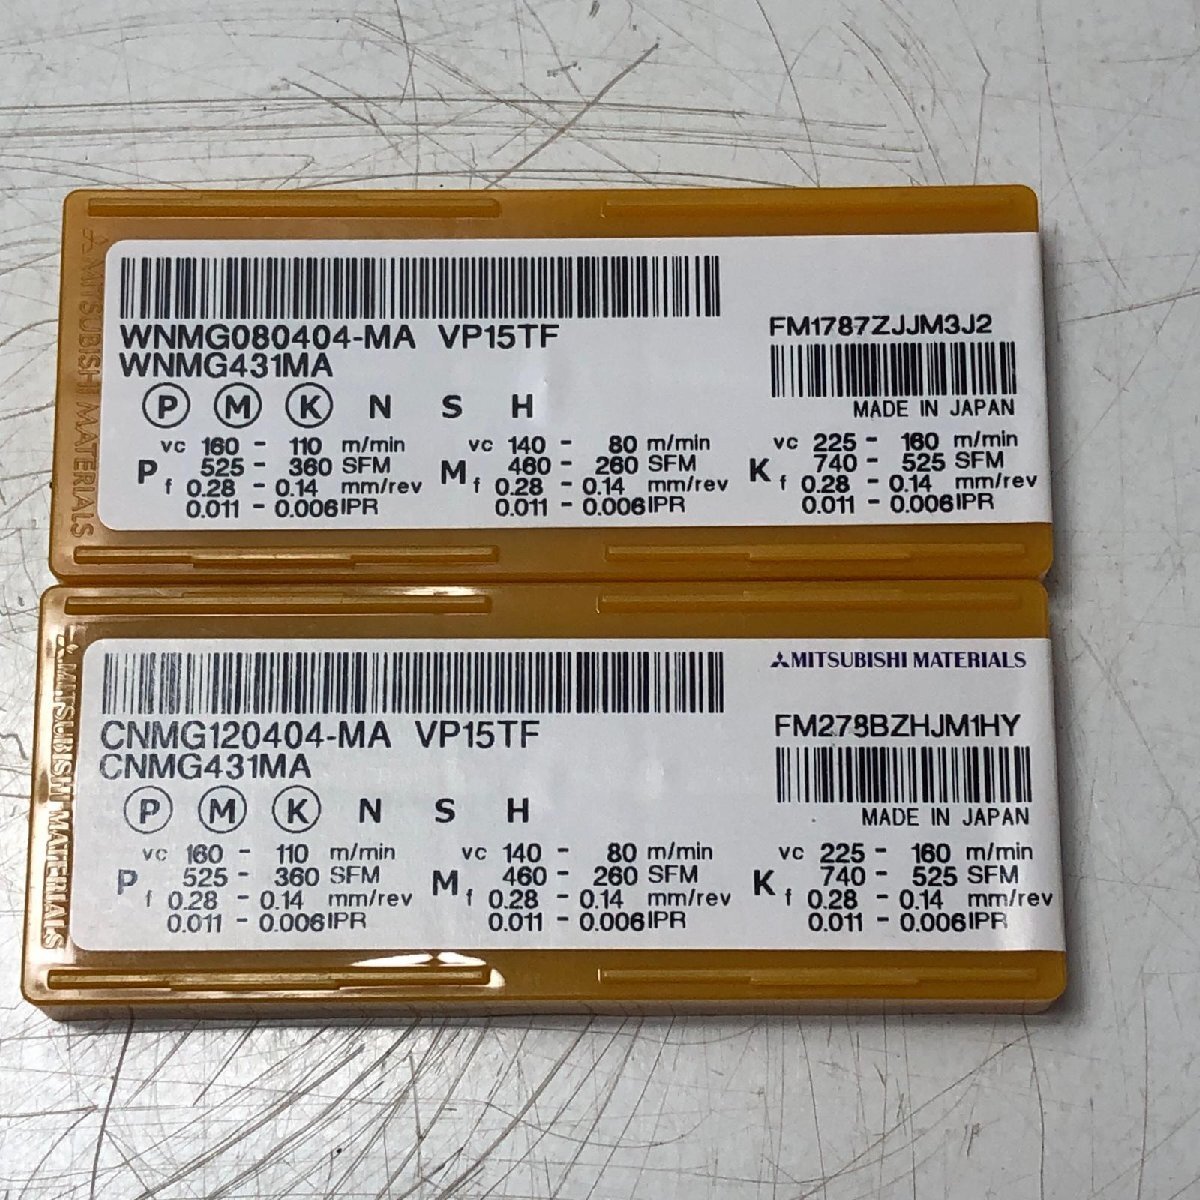 MITSUBISHI MATERIALS
WNMG080404-MA VP15TF
WNMG431MA
FM1787ZJJM3J2
MADE IN JAPAN
P M K N S H
P vc 160 - 110 m/min
525 - 360 SFM
f 0.28 - 0.14 mm/rev
0.011 - 0.006 IPR
M vc 140 - 80 m/min
460 - 260 SFM
f 0.28 - 0.14 mm/rev
0.011 - 0.006 IPR
K vc 225 - 160 m/min
740 - 525 SFM
f 0.28 - 0.14 mm/rev
0.011 - 0.006 IPR
MITSUBISHI MATERIALS
MITSUBISHI MATERIALS
CNMG120404-MA VP15TF
CNMG431MA
FM278BZHJM1HY
MADE IN JAPAN
P M K N S H
P vc 160 - 110 m/min
525 - 360 SFM
f 0.28 - 0.14 mm/rev
0.011 - 0.006 IPR
M vc 140 - 80 m/min
460 - 260 SFM
f 0.28 - 0.14 mm/rev
0.011 - 0.006 IPR
K vc 225 - 160 m/min
740 - 525 SFM
f 0.28 - 0.14 mm/rev
0.011 - 0.006 IPR